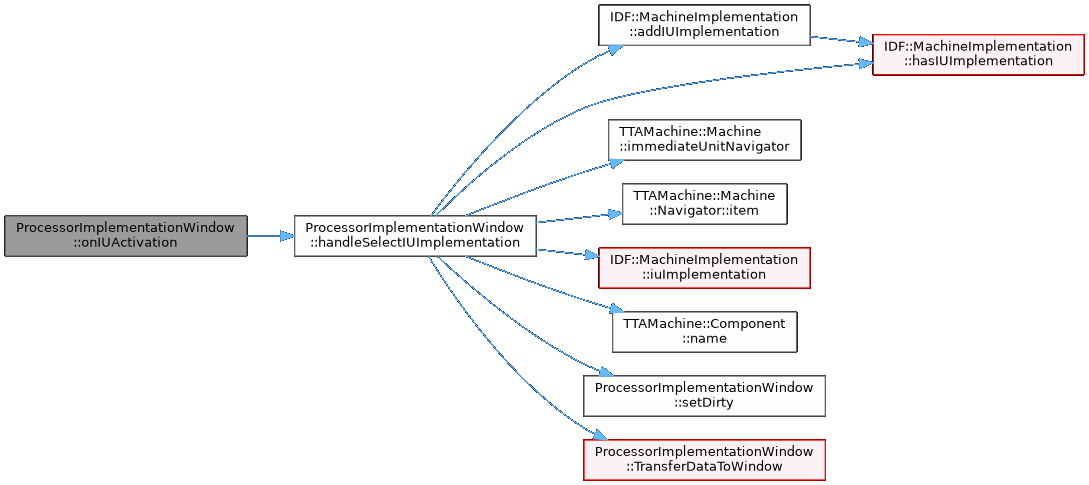 IDF::MachineImplementation
::addIUImplementation
IDF::MachineImplementation
::hasIUImplementation
TTAMachine::Machine
::immediateUnitNavigator
TTAMachine::Machine
::Navigator::item
ProcessorImplementationWindow
::onIUActivation
ProcessorImplementationWindow
::handleSelectIUImplementation
IDF::MachineImplementation
::iuImplementation
TTAMachine::Component
::name
ProcessorImplementationWindow
::setDirty
ProcessorImplementationWindow
::TransferDataToWindow